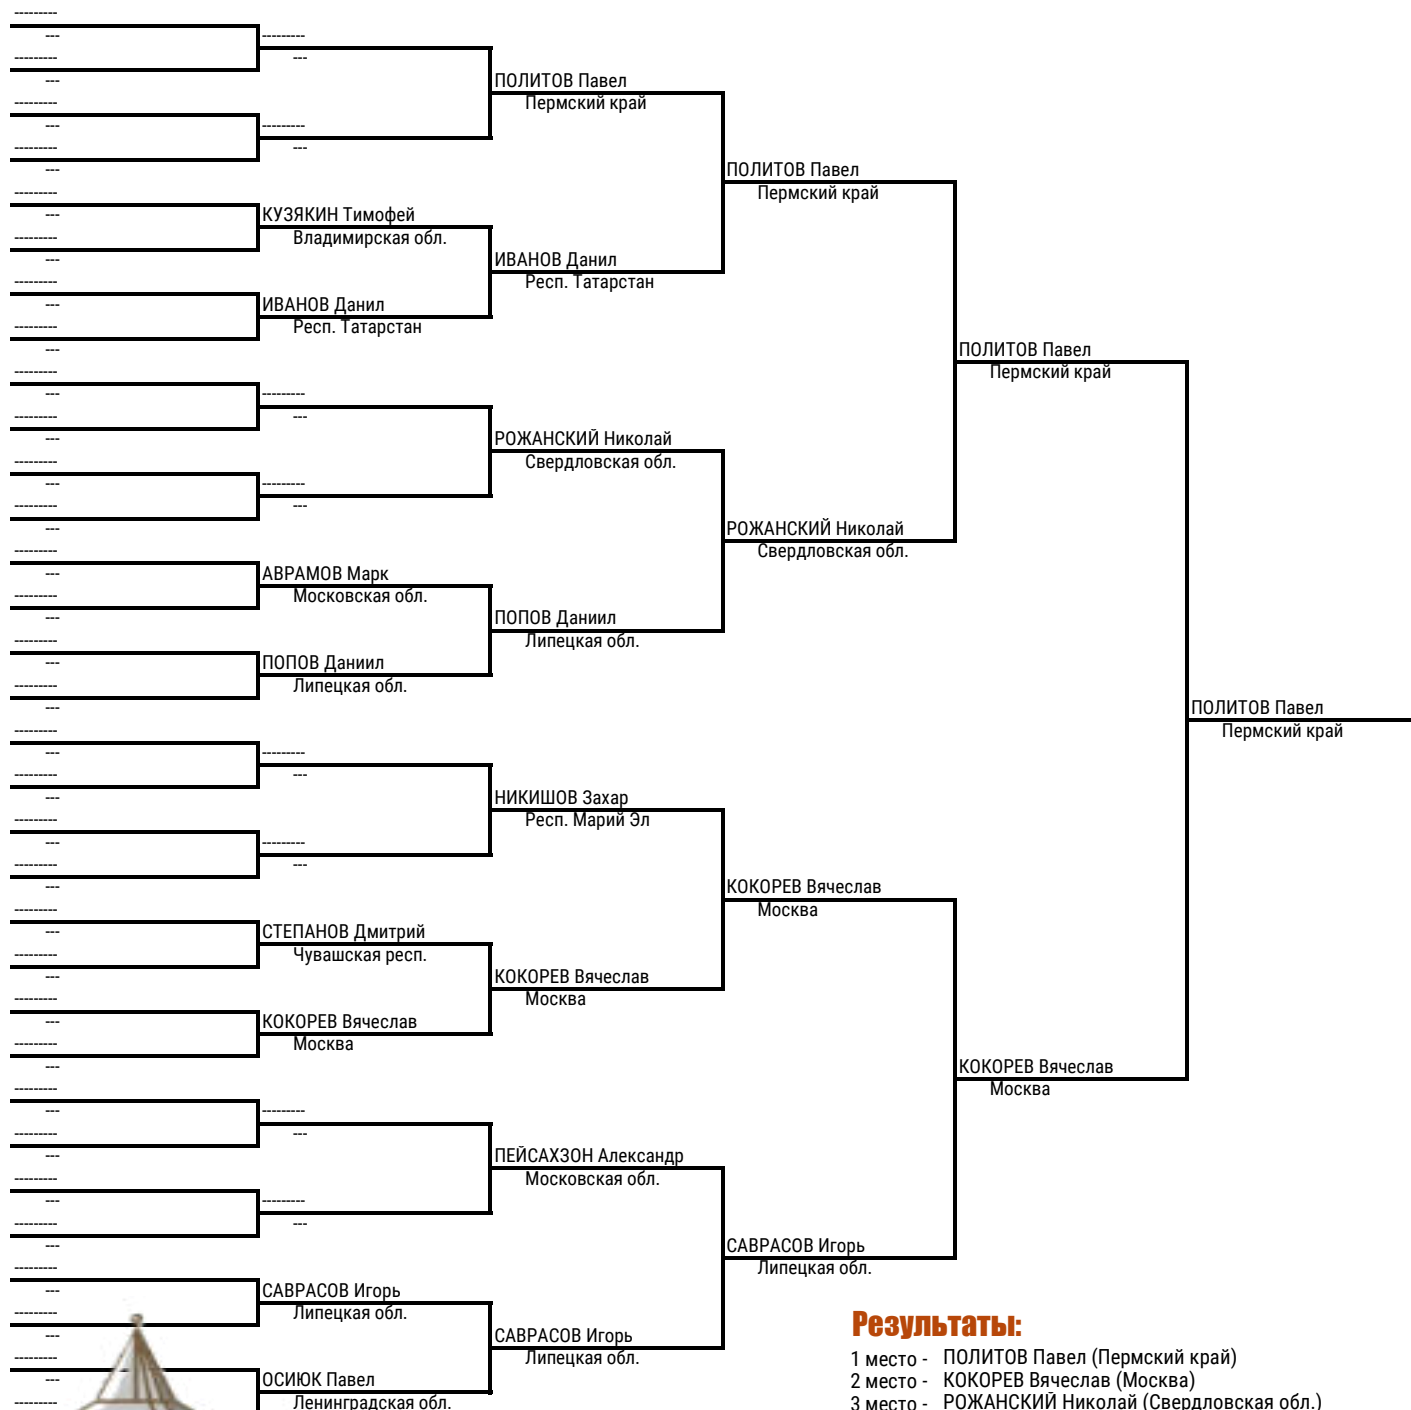 ПОЛИТОВ Павел
Пермский край
ПОЛИТОВ Павел
Пермский край
КУЗЯКИН Тимофей
Владимирская обл.
ИВАНОВ Данил
Респ. Татарстан
ИВАНОВ Данил
Респ. Татарстан
ПОЛИТОВ Павел
Пермский край
РОЖАНСКИЙ Николай
Свердловская обл.
РОЖАНСКИЙ Николай
Свердловская обл.
АВРАМОВ Марк
Московская обл.
ПОПОВ Даниил
Липецкая обл.
ПОПОВ Даниил
Липецкая обл.
ПОЛИТОВ Павел
Пермский край
НИКИШОВ Захар
Респ. Марий Эл
КОКОРЕВ Вячеслав
Москва
СТЕПАНОВ Дмитрий
Чувашская респ.
КОКОРЕВ Вячеслав
Москва
КОКОРЕВ Вячеслав
Москва
КОКОРЕВ Вячеслав
Москва
ПЕЙСАХЗОН Александр
Московская обл.
САВРАСОВ Игорь
Липецкая обл.
САВРАСОВ Игорь
Липецкая обл.
САВРАСОВ Игорь
Липецкая обл.
ОСИЮК Павел
Ленинградская обл.
Результаты:
1 место - ПОЛИТОВ Павел (Пермский край)
2 место - КОКОРЕВ Вячеслав (Москва)
3 место - РОЖАНСКИЙ Николай (Свердловская обл.)